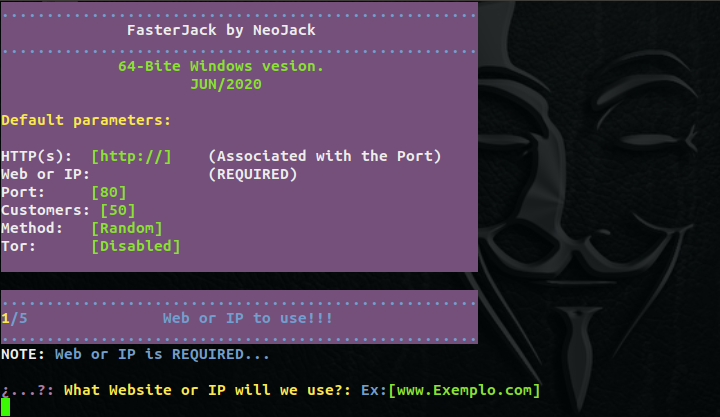 FasterJack by NeoJack
64-Bite Windows vesion.
JUN/2020
Default parameters:
HTTP(s): [http://] (Associated with the Port)
Web or IP: (REQUIRED)
Port: [80]
Customers: [50]
Method: [Random]
Tor: [Disabled]
1/5 Web or IP to use!!!
NOTE: Web or IP is REQUIRED...
¿...?: What Website or IP will we use?: Ex:[www.Exemplo.com]